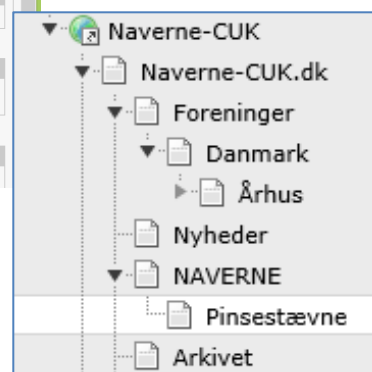 Naverne-CUK
Naverne-CUK.dk
Foreninger
Danmark
Århus
Nyheder
NAVERNE
Pinsestævne
Arkivet